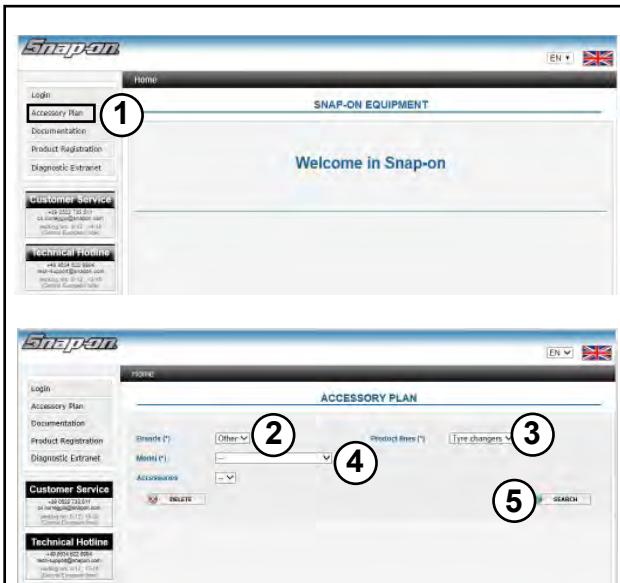 Snap-on
EN
Home
Login
Accessory Plan
1
Documentation
Product Registration
Diagnostic Extranet
SNAP-ON EQUIPMENT
Welcome in Snap-on
Customer Service
Technical Hotline
Snap-on
EN
Home
Login
Accessory Plan
Documentation
Product Registration
Diagnostic Extranet
ACCESSORY PLAN
Brands (*) Other 2 Product lines (*) Tyre changers 3
Model (*) -- 4
Accessories --
DELETE 5 SEARCH
Customer Service
Technical Hotline